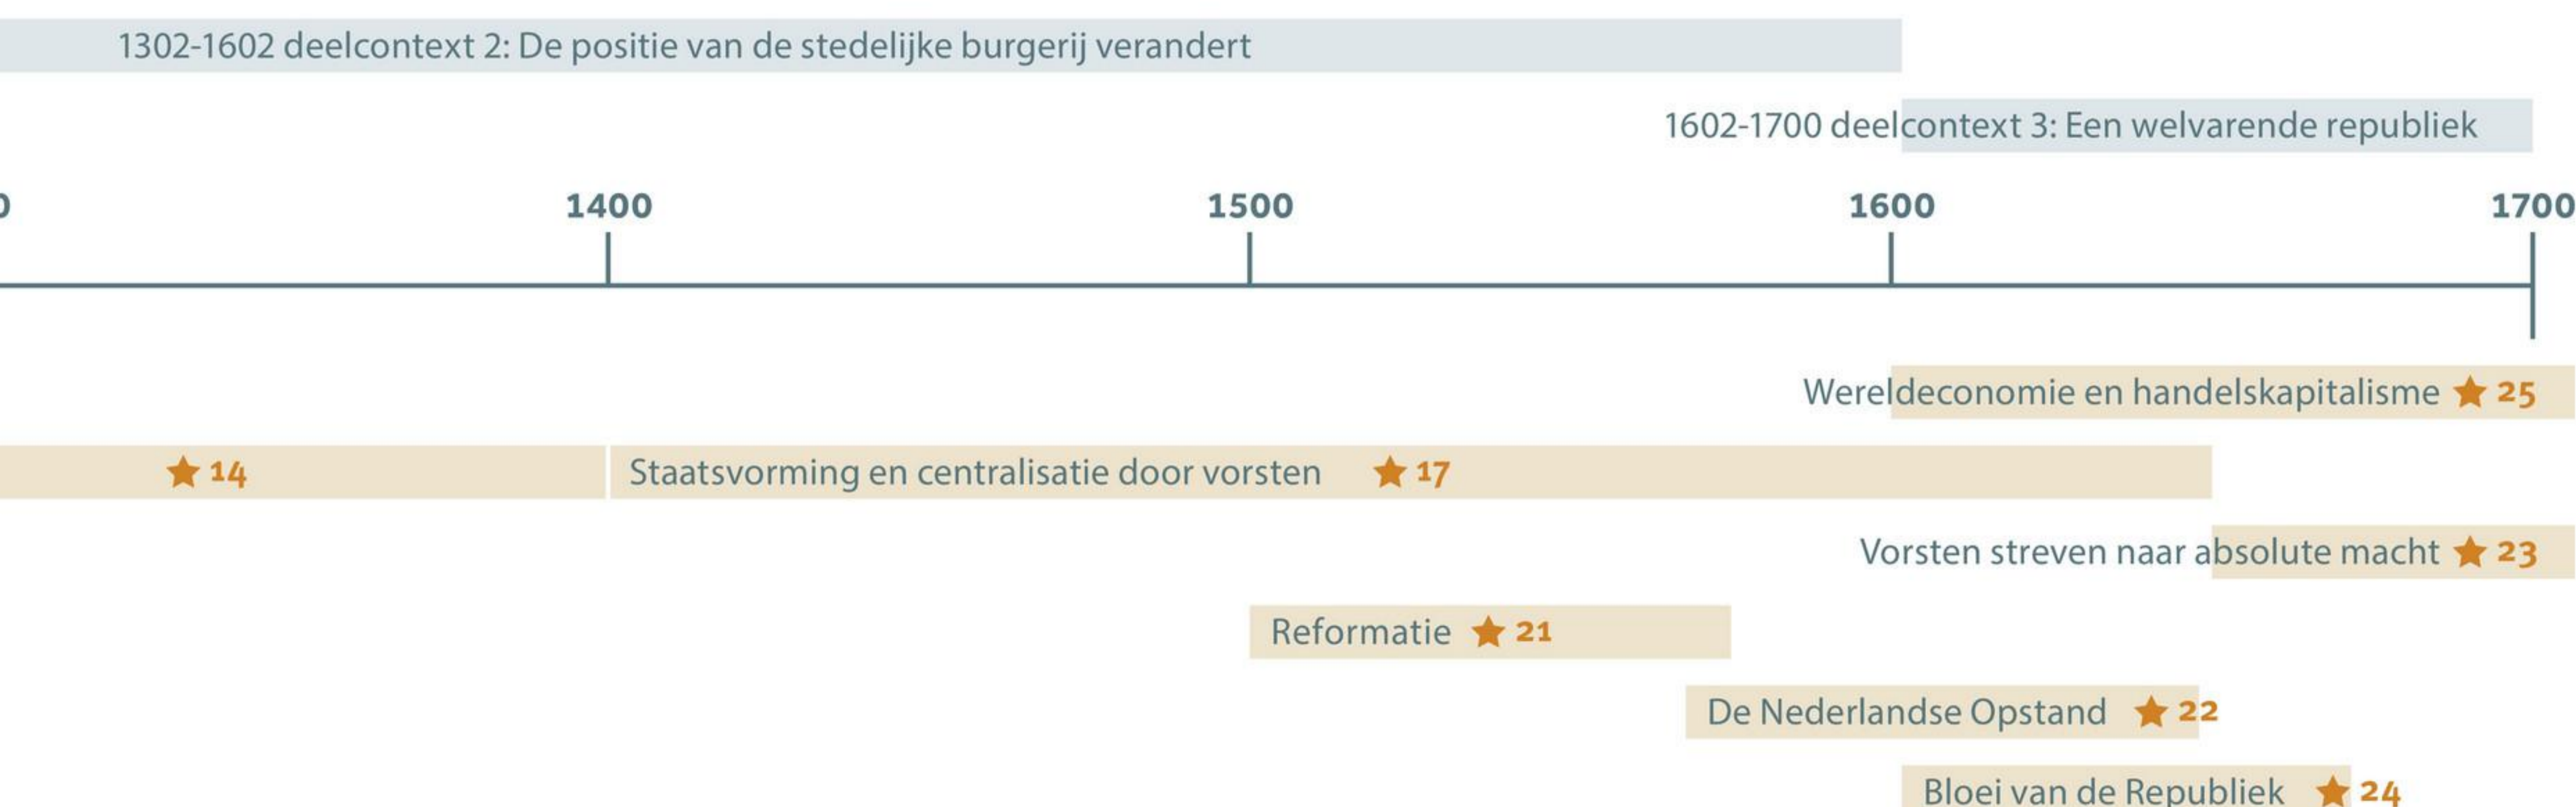 1302-1602 deelcontext 2: De positie van de stedelijke burgerij verandert
1602-1700 deelcontext 3: Een welvarende republiek
0 1400 1500 1600 1700
Wereldeconomie en handelskapitalisme ★ 25
★ 14 Staatsvorming en centralisatie door vorsten ★ 17
Vorsten streven naar absolute macht ★ 23
Reformatie ★ 21
De Nederlandse Opstand ★ 22
Bloei van de Republiek ★ 24